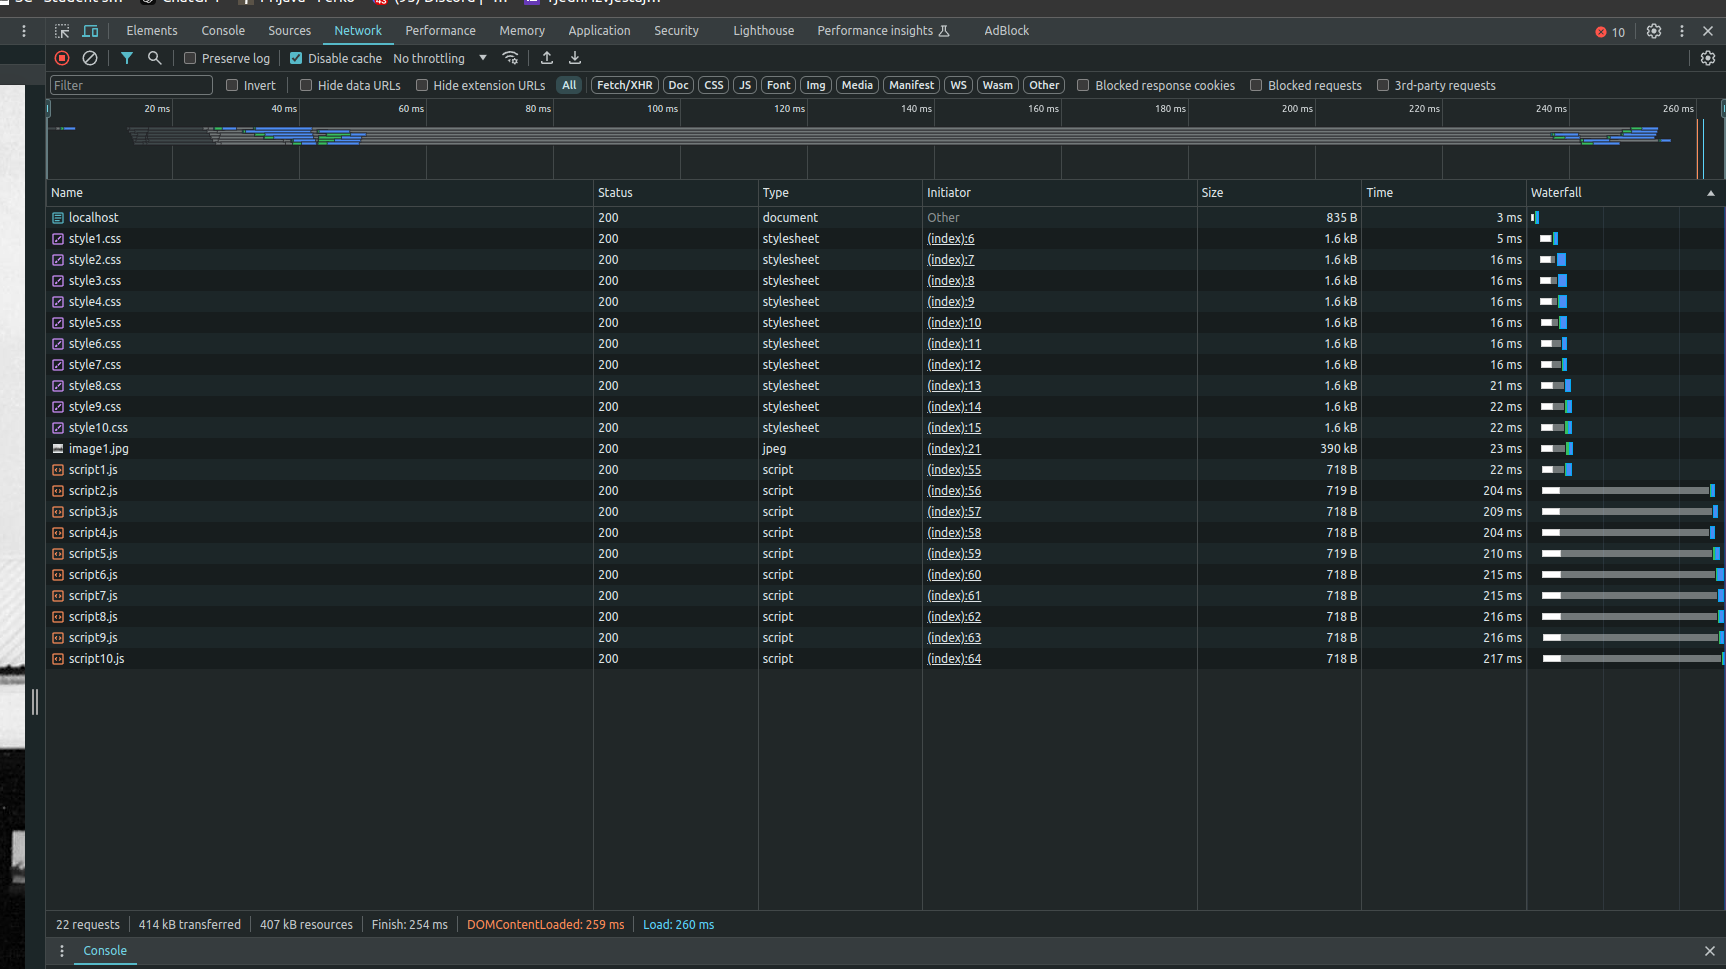 Elements Console Sources Network Performance Memory Application Security Lighthouse Performance insights AdBlock 10
Preserve log Disable cache No throttling
Filter Invert Hide data URLs Hide extension URLs All Fetch/XHR Doc CSS JS Font Img Media Manifest WS Wasm Other Blocked response cookies Blocked requests 3rd-party requests
20 ms 40 ms 60 ms 80 ms 100 ms 120 ms 140 ms 160 ms 180 ms 200 ms 220 ms 240 ms 260 ms
Name Status Type Initiator Size Time Waterfall
localhost 200 document Other 835 B 3 ms
style1.css 200 stylesheet (index):6 1.6 kB 5 ms
style2.css 200 stylesheet (index):7 1.6 kB 16 ms
style3.css 200 stylesheet (index):8 1.6 kB 16 ms
style4.css 200 stylesheet (index):9 1.6 kB 16 ms
style5.css 200 stylesheet (index):10 1.6 kB 16 ms
style6.css 200 stylesheet (index):11 1.6 kB 16 ms
style7.css 200 stylesheet (index):12 1.6 kB 16 ms
style8.css 200 stylesheet (index):13 1.6 kB 21 ms
style9.css 200 stylesheet (index):14 1.6 kB 22 ms
style10.css 200 stylesheet (index):15 1.6 kB 22 ms
image1.jpg 200 jpeg (index):21 390 kB 23 ms
script1.js 200 script (index):55 718 B 22 ms
script2.js 200 script (index):56 719 B 204 ms
script3.js 200 script (index):57 718 B 209 ms
script4.js 200 script (index):58 718 B 204 ms
script5.js 200 script (index):59 719 B 210 ms
script6.js 200 script (index):60 718 B 215 ms
script7.js 200 script (index):61 718 B 215 ms
script8.js 200 script (index):62 718 B 216 ms
script9.js 200 script (index):63 718 B 216 ms
script10.js 200 script (index):64 718 B 217 ms
22 requests 414 kB transferred 407 kB resources Finish: 254 ms DOMContentLoaded: 259 ms Load: 260 ms
Console